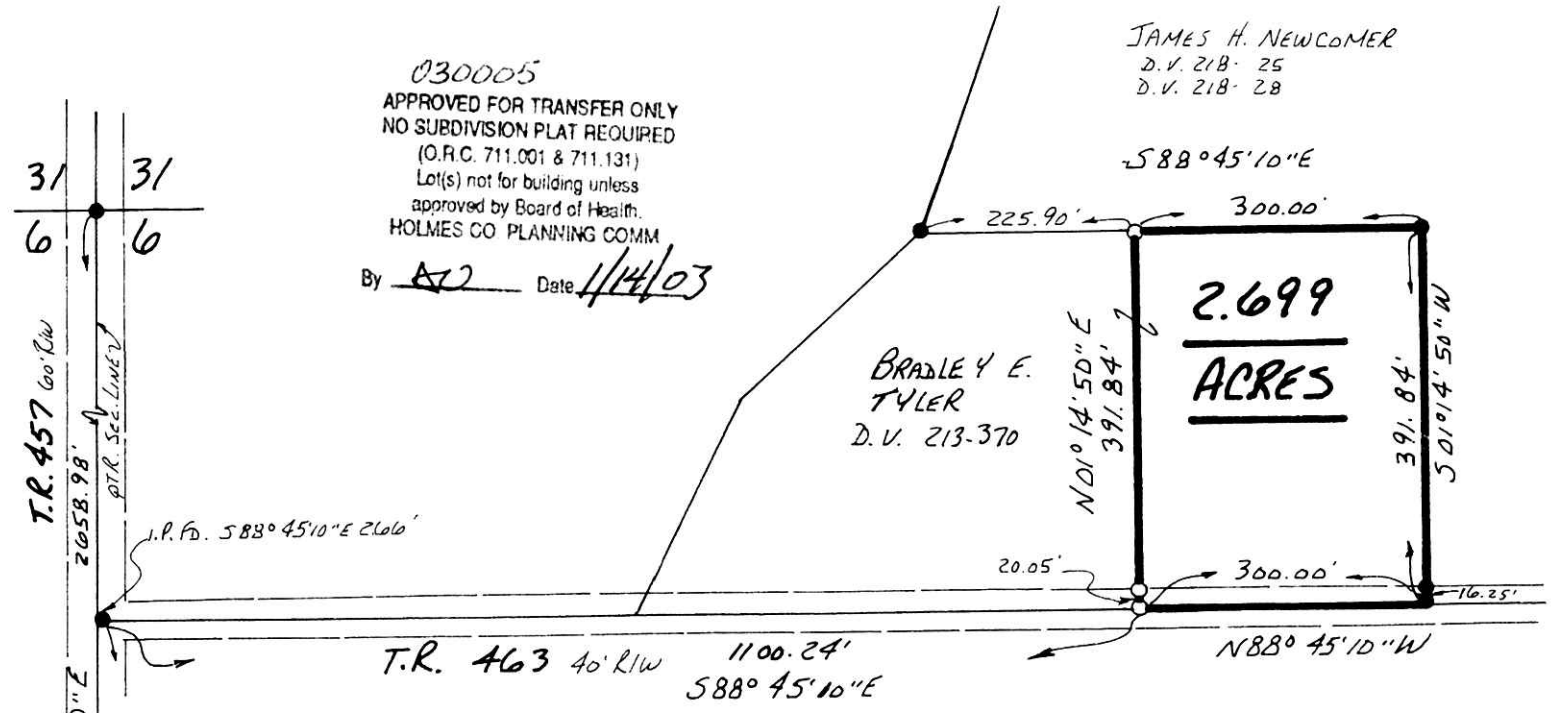 030005
APPROVED FOR TRANSFER ONLY
NO SUBDIVISION PLAT REQUIRED
(O.R.C. 711.001 & 711.131)
Lot(s) not for building unless
approved by Board of Health.
HOLMES CO PLANNING COMM
By Date 1/14/03
JAMES H. NEWCOMER
D.V. 218- 25
D.V. 218- 28
S88°45'10"E
31 31
6 6
225.90'
300.00'
2.699
ACRES
BRADLEY E.
TYLER
D.V. 213-370
N01°14'50"E
391.84'
391.84'
S01°14'50"W
T.R. 457 60' R/W
2658.98'
QTR. SEC. LINE
I.P. FD. S88°45'10"E 2.66'
20.05'
300.00'
16.25'
T.R. 463 40' R/W
1100.24'
S88°45'10"E
N88°45'10"W
0"E